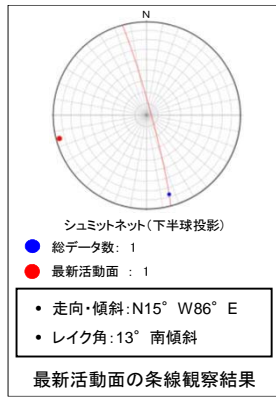 N
シュミットネット(下半球投影)
総データ数: 1
最新活動面 : 1
• 走向・傾斜:N15°W86°E
• レイク角:13°南傾斜
最新活動面の条線観察結果